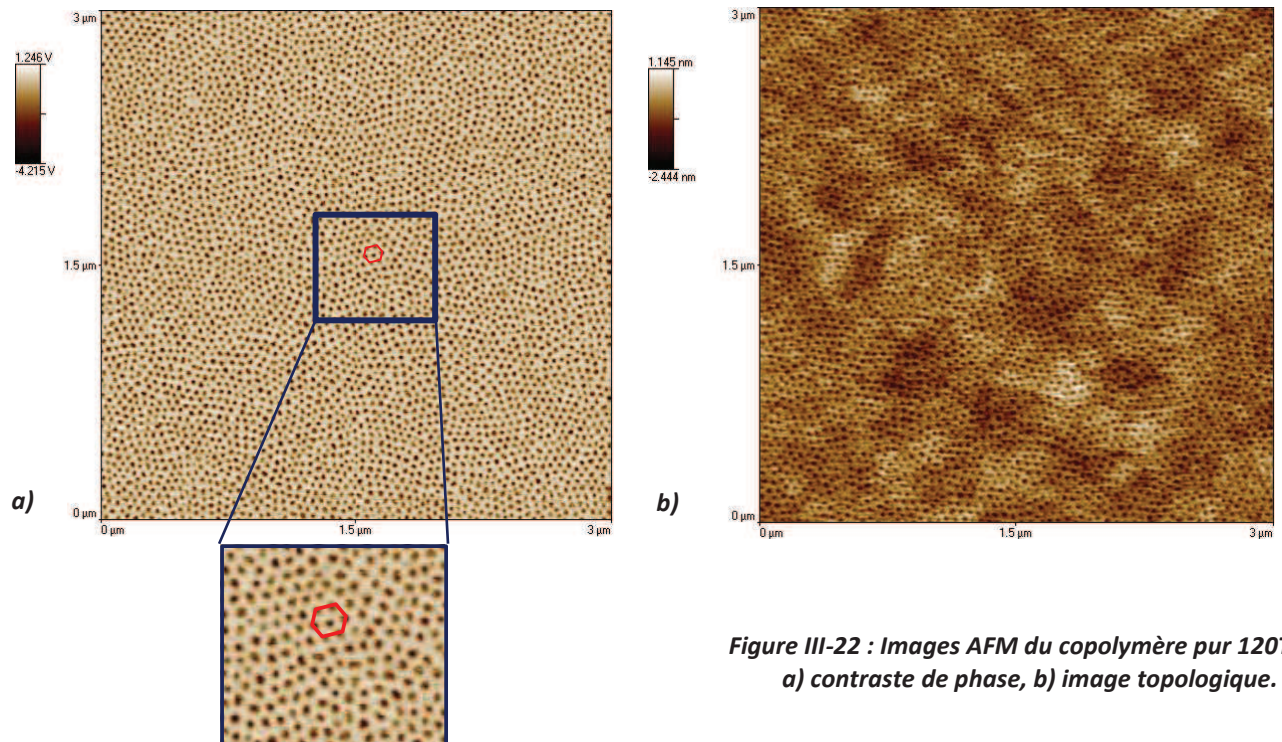 3 µm
1.246 V
-4.215 V
1.5 µm
a)
0 µm
0 µm
1.5 µm
3 µm
3 µm
1.145 nm
-2.444 nm
1.5 µm
b)
0 µm
0 µm
1.5 µm
3 µm
Figure III-22 : Images AFM du copolymère pur
a) contraste de phase, b) image topologique.